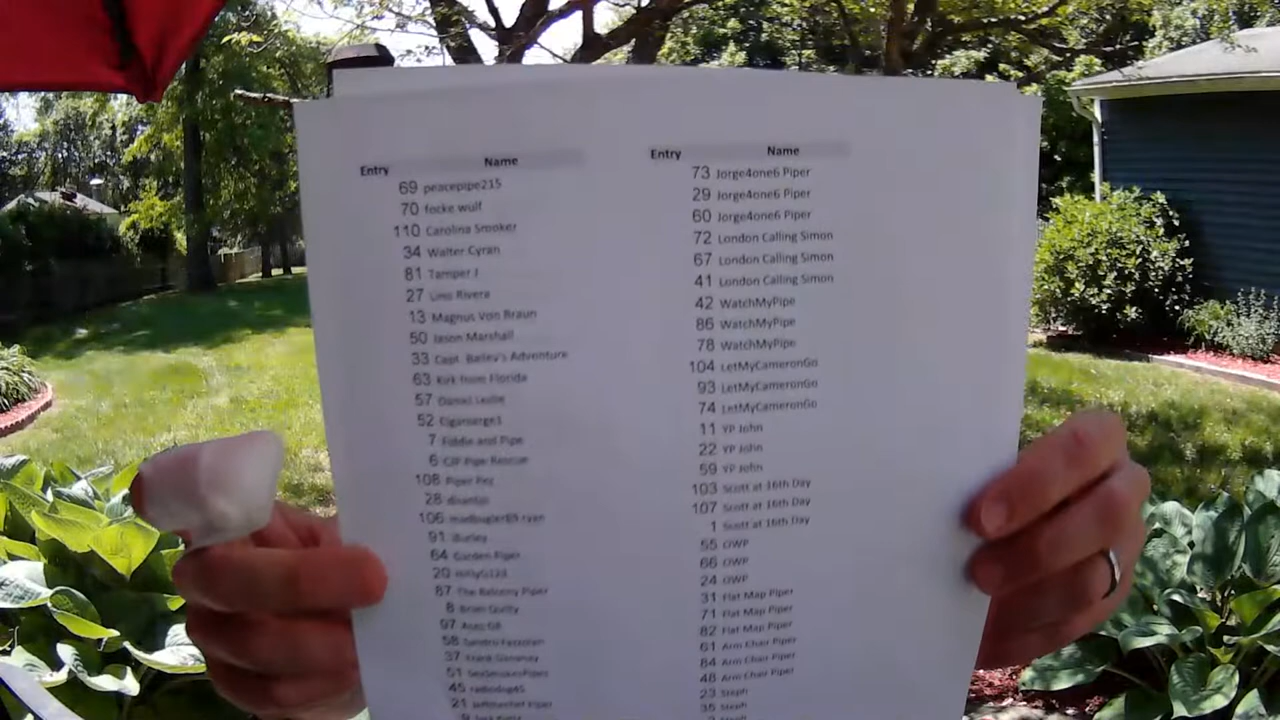 Entry Name
69 peacepipe215
70 focke wulf
110 Carolina Smoker
34 Walter Cyran
81 Tamper J
27 Lino Rivera
13 Magnus Von Braun
50 Jason Marshall
33 Capt. Bailey's Adventure
63 Kirk from Florida
57 Daniel Leslie
52 Cigarsarge1
7 Fiddle and Pipe
6 Pipe Rescue
108 Piper Paz
28
106
91 Burley
64 Garden Piper
20
87 The Balcony Piper
8 Brian Quilty
97
58
37
51
45
21
Entry Name
73 Jorge4one6 Piper
29 Jorge4one6 Piper
60 Jorge4one6 Piper
72 London Calling Simon
67 London Calling Simon
41 London Calling Simon
42 WatchMyPipe
86 WatchMyPipe
78 WatchMyPipe
104 LetMyCameronGo
93 LetMyCameronGo
74 LetMyCameronGo
11 YP John
22 YP John
59 YP John
103 Scott at 16th Day
107 Scott at 16th Day
1 Scott at 16th Day
55 OWP
66 OWP
24 OWP
31 Flat Map Piper
71 Flat Map Piper
82 Flat Map Piper
61 Arm Chair Piper
84 Arm Chair Piper
48 Arm Chair Piper
23 Steph
35 Steph